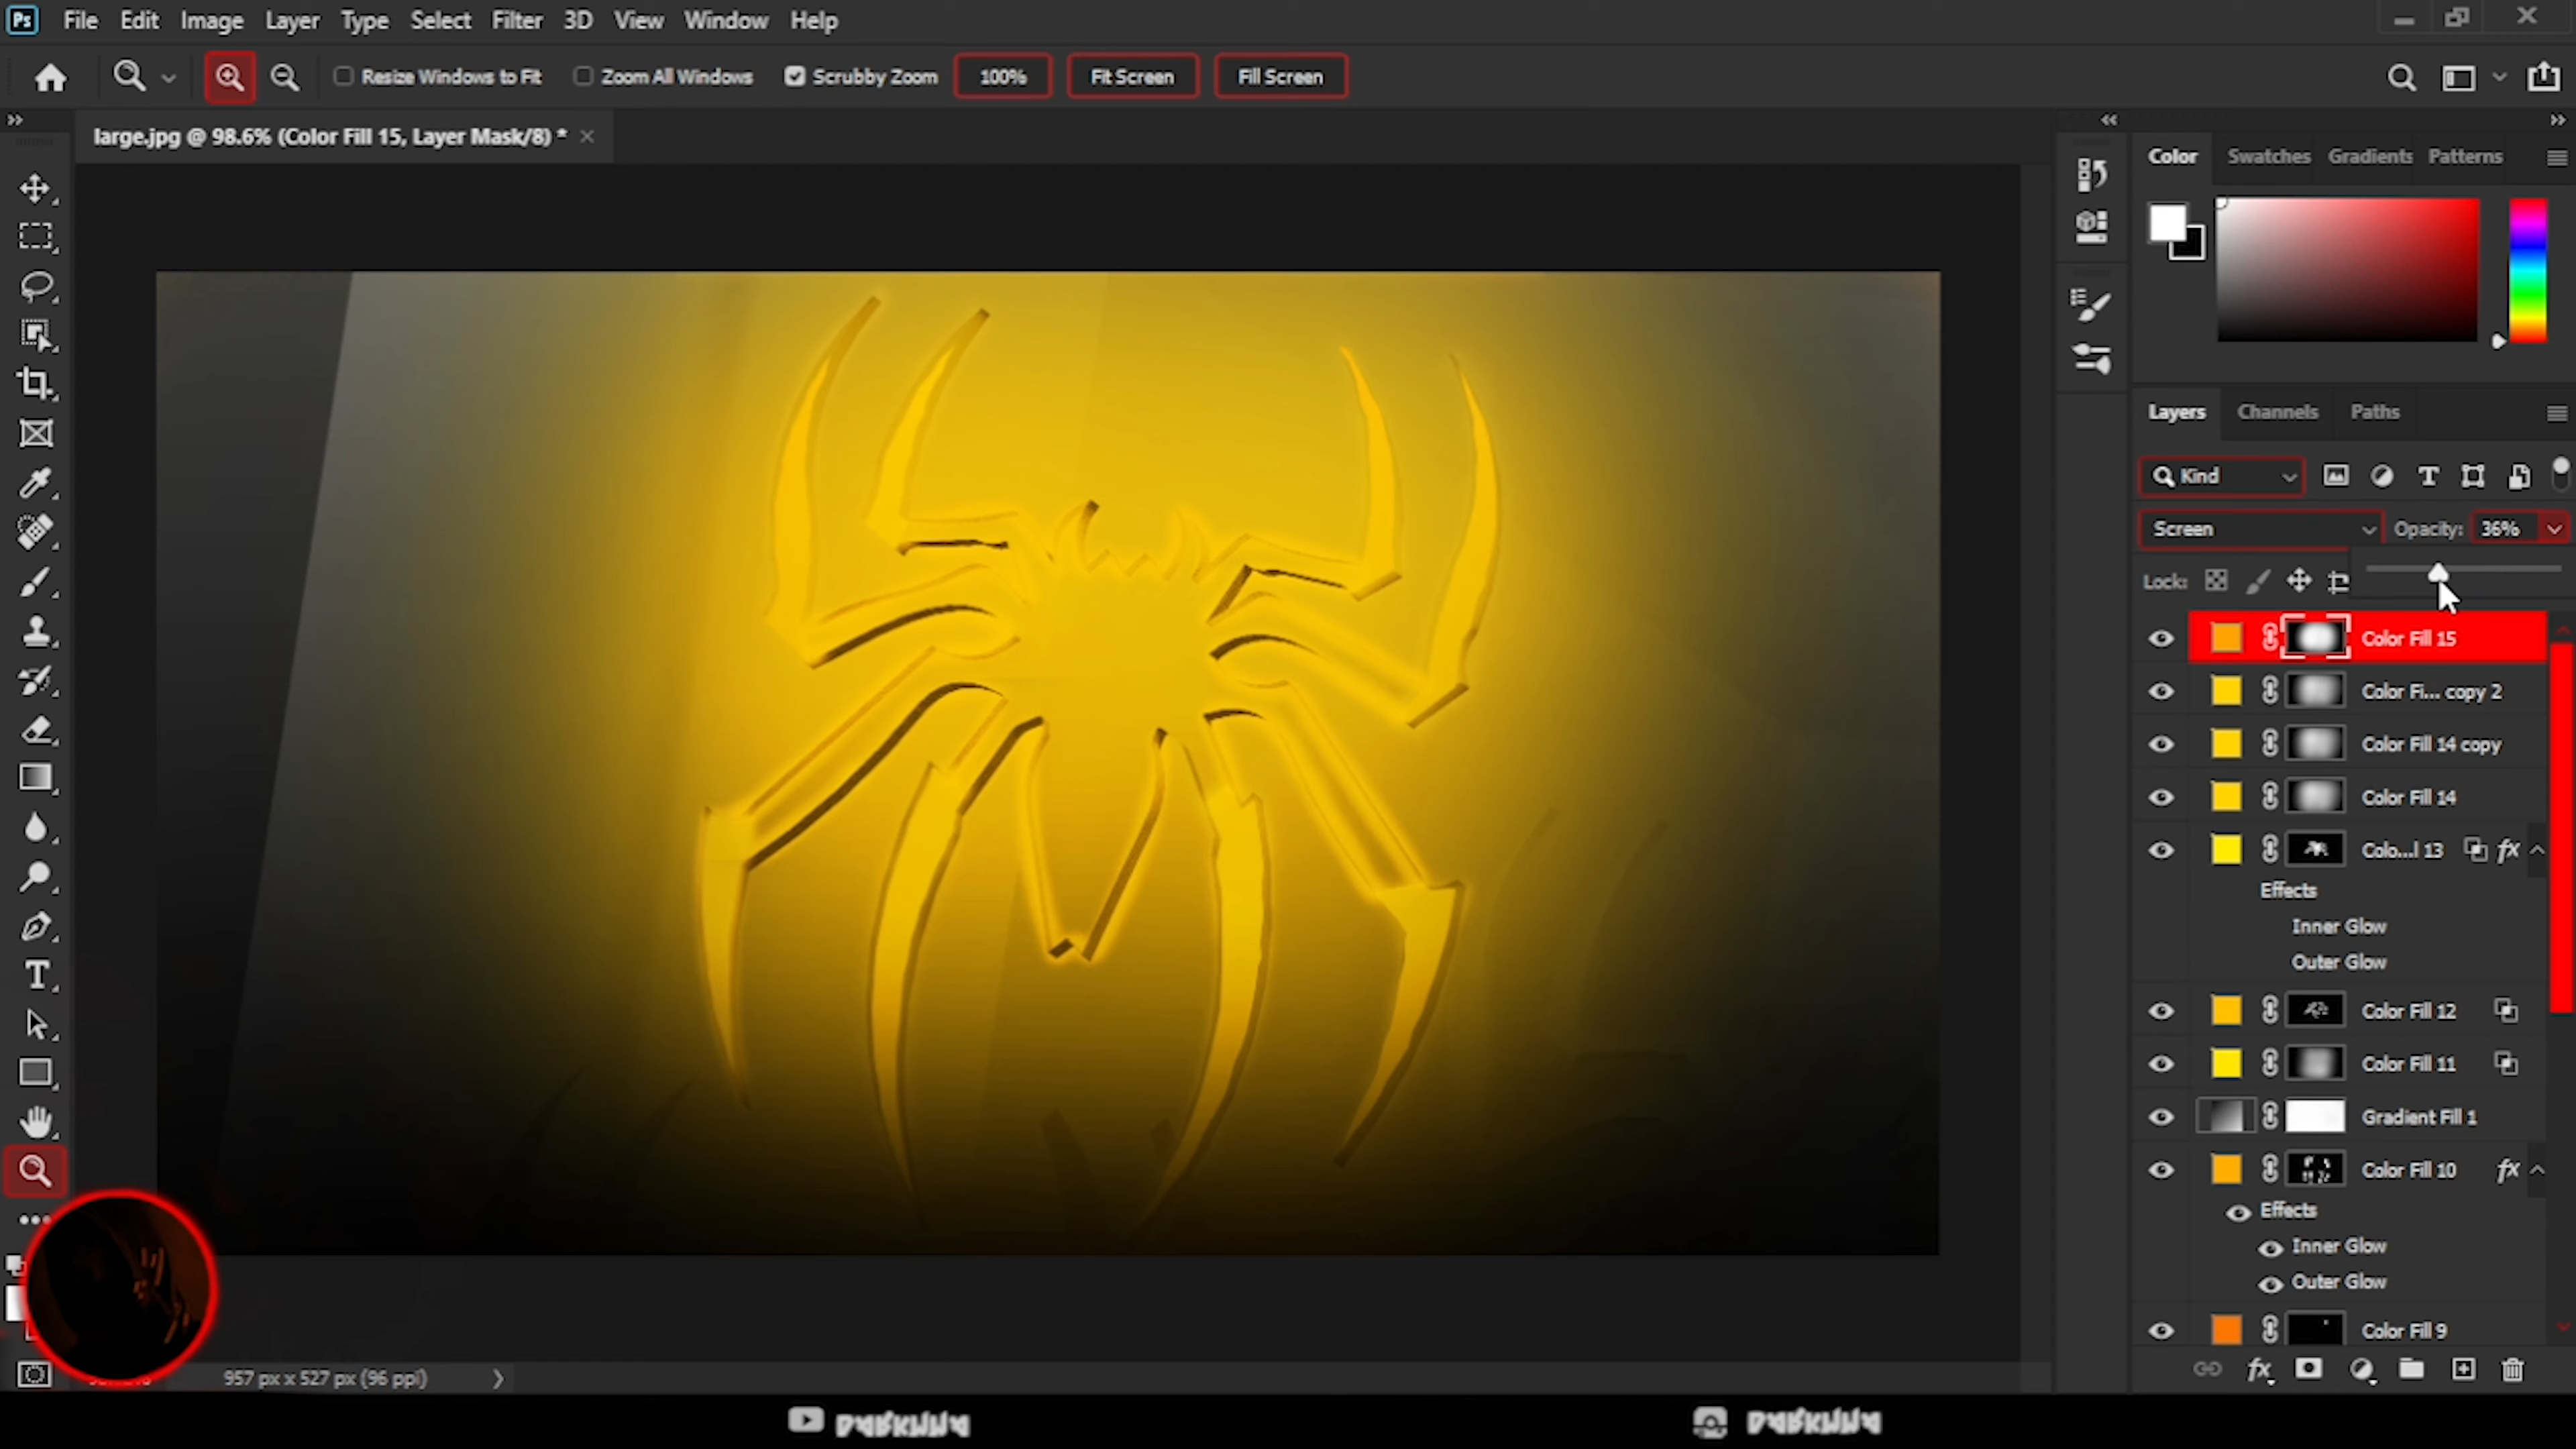 Ps File Edit Image Layer Type Select Filter 3D View Window Help
Resize Windows to Fit Zoom All Windows Scrubby Zoom 100% Fit Screen Fill Screen
large.jpg @ 98.6% (Color Fill 15, Layer Mask/8) *
Color Swatches Gradients Patterns
Layers Channels Paths
Kind
Screen Opacity: 36%
Lock:
Color Fill 15
Color Fi... copy 2
Color Fill 14 copy
Color Fill 14
Colo...l 13 fx
Effects
Inner Glow
Outer Glow
Color Fill 12
Color Fill 11
Gradient Fill 1
Color Fill 10 fx
Effects
Inner Glow
Outer Glow
Color Fill 9
957 px x 527 px (96 ppi)
fx